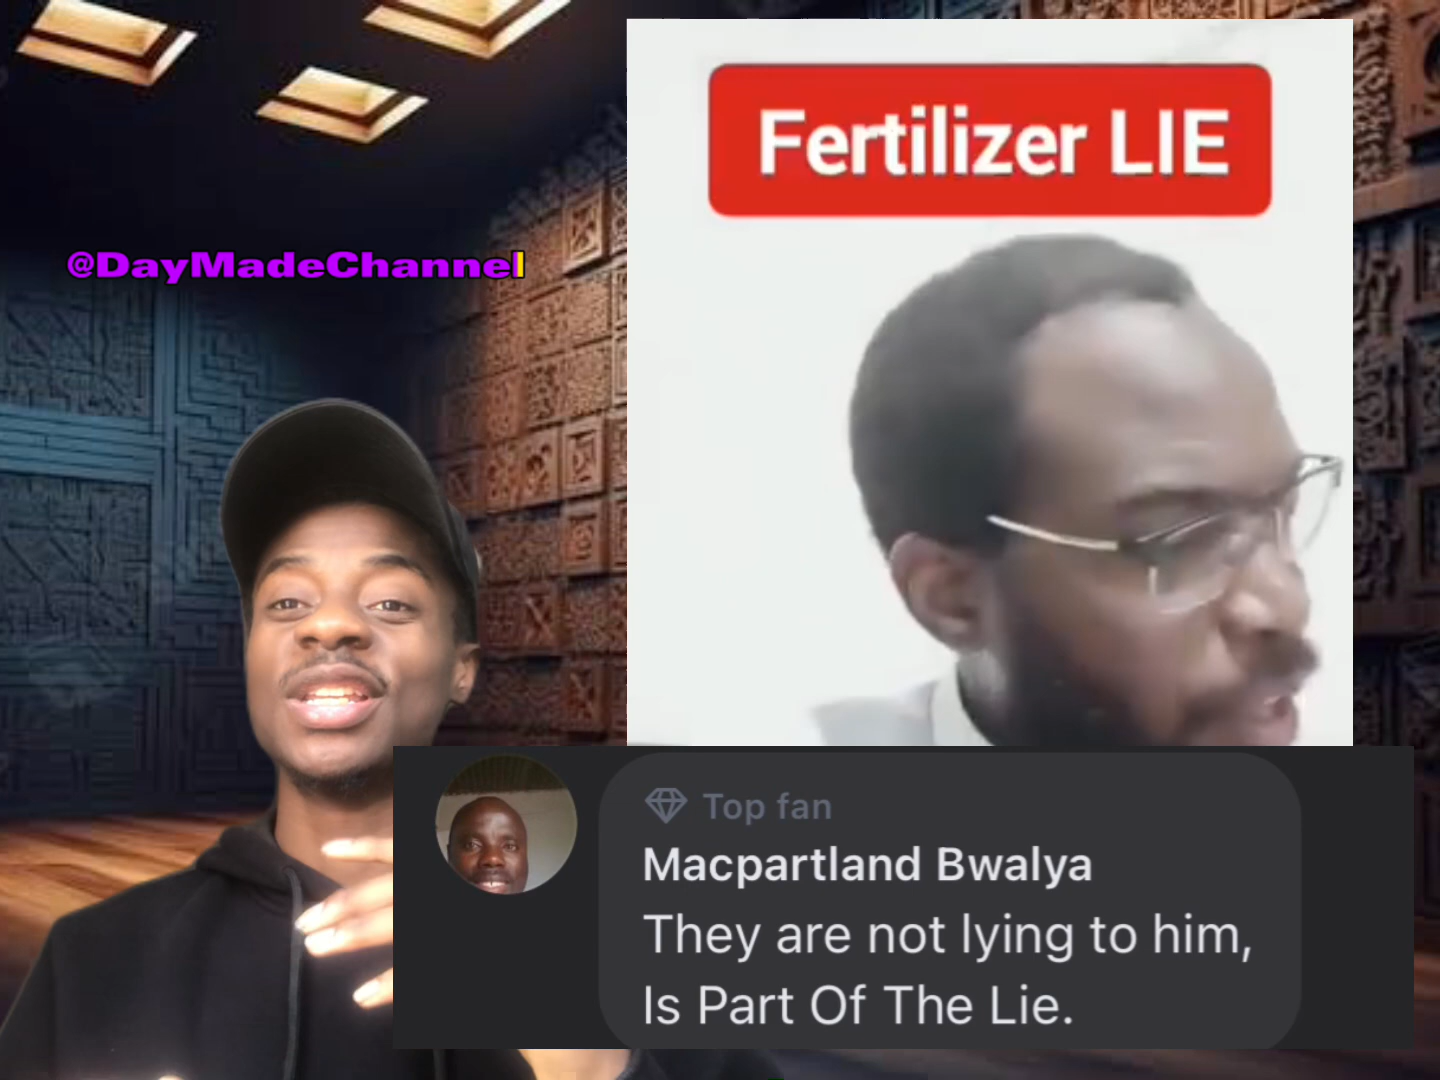 Fertilizer LIE
@DayMadeChannel
Top fan
Macpartland Bwalya
They are not lying to him,
Is Part Of The Lie.